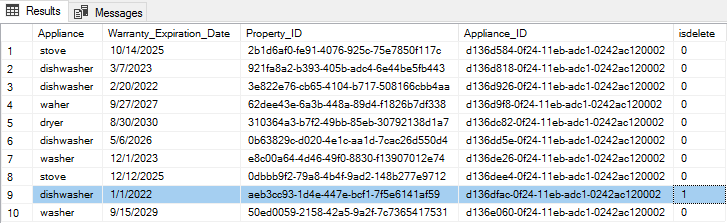 Results Messages
Appliance Warranty_Expiration_Date Property_ID Appliance_ID isdelete
1 stove 10/14/2025 2b1d6af0-fe91-4076-925c-75e7850f117c d136d584-0f24-11eb-adc1-0242ac120002 0
2 dishwasher 3/7/2023 921fa8a2-b393-405b-adc4-6e44be5fb443 d136d818-0f24-11eb-adc1-0242ac120002 0
3 dishwasher 2/20/2022 3e822e76-cb65-4104-b717-508166cbb4aa d136d926-0f24-11eb-adc1-0242ac120002 0
4 waher 9/27/2027 62dee43e-6a3b-448a-89d4-f1826b7df338 d136d9f8-0f24-11eb-adc1-0242ac120002 0
5 dryer 8/30/2030 310364a3-b7f2-49bb-85eb-30792138d1a7 d136dc82-0f24-11eb-adc1-0242ac120002 0
6 dishwasher 5/6/2026 0b63829c-d020-4e1c-aa1d-7cac26d550d4 d136dd5e-0f24-11eb-adc1-0242ac120002 0
7 washer 12/1/2023 e8c00a64-4d46-49f0-8830-f13907012e74 d136de26-0f24-11eb-adc1-0242ac120002 0
8 stove 12/12/2025 0dbbb9f2-79a8-4b4f-9ad2-148b277e9712 d136dee4-0f24-11eb-adc1-0242ac120002 0
9 dishwasher 1/1/2022 aeb3cc93-1d4e-447e-bcf1-7f5e6141af59 d136dfac-0f24-11eb-adc1-0242ac120002 1
10 washer 9/15/2029 50ed0059-2158-42a5-9a2f-7c7365417531 d136e060-0f24-11eb-adc1-0242ac120002 0